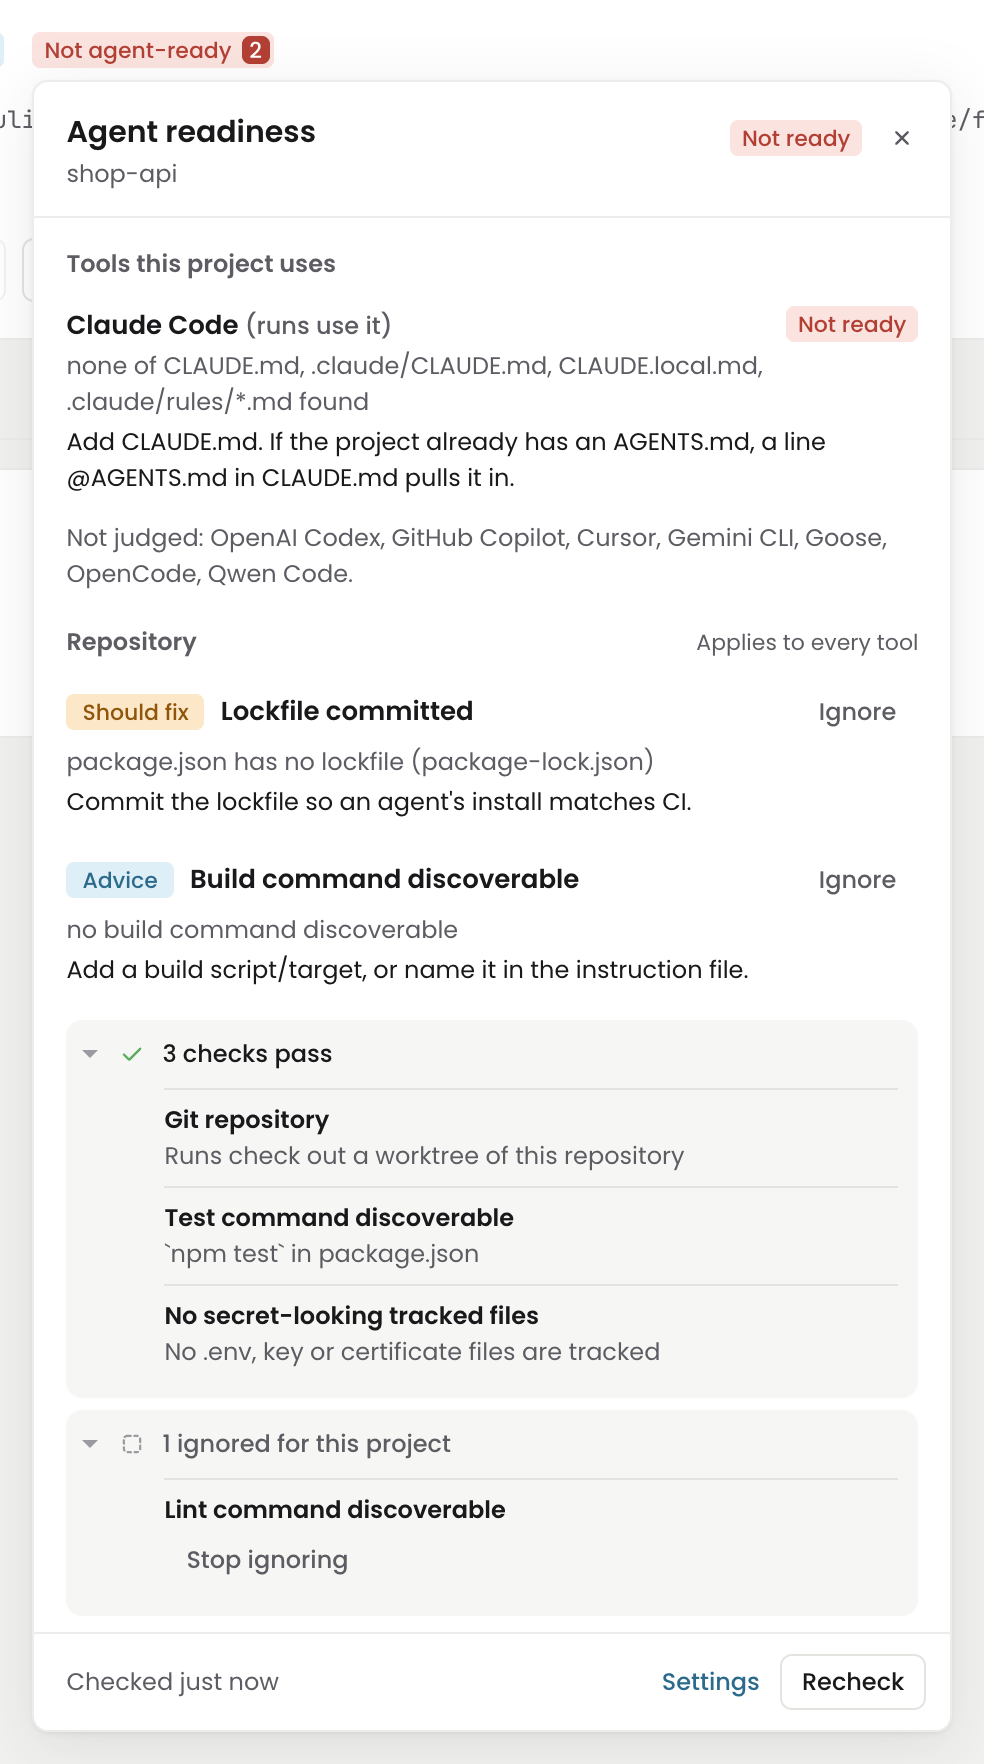 Not agent-ready 2
Agent readiness
Not ready
shop-api
Tools this project uses
Claude Code (runs use it)
Not ready
none of CLAUDE.md, .claude/CLAUDE.md, CLAUDE.local.md,
.claude/rules/*.md found
Add CLAUDE.md. If the project already has an AGENTS.md, a line
@AGENTS.md in CLAUDE.md pulls it in.
Not judged: OpenAI Codex, GitHub Copilot, Cursor, Gemini CLI, Goose,
OpenCode, Qwen Code.
Repository
Applies to every tool
Should fix
Lockfile committed
Ignore
package.json has no lockfile (package-lock.json)
Commit the lockfile so an agent's install matches CI.
Advice
Build command discoverable
Ignore
no build command discoverable
Add a build script/target, or name it in the instruction file.
3 checks pass
Git repository
Runs check out a worktree of this repository
Test command discoverable
`npm test` in package.json
No secret-looking tracked files
No .env, key or certificate files are tracked
1 ignored for this project
Lint command discoverable
Stop ignoring
Checked just now
Settings
Recheck